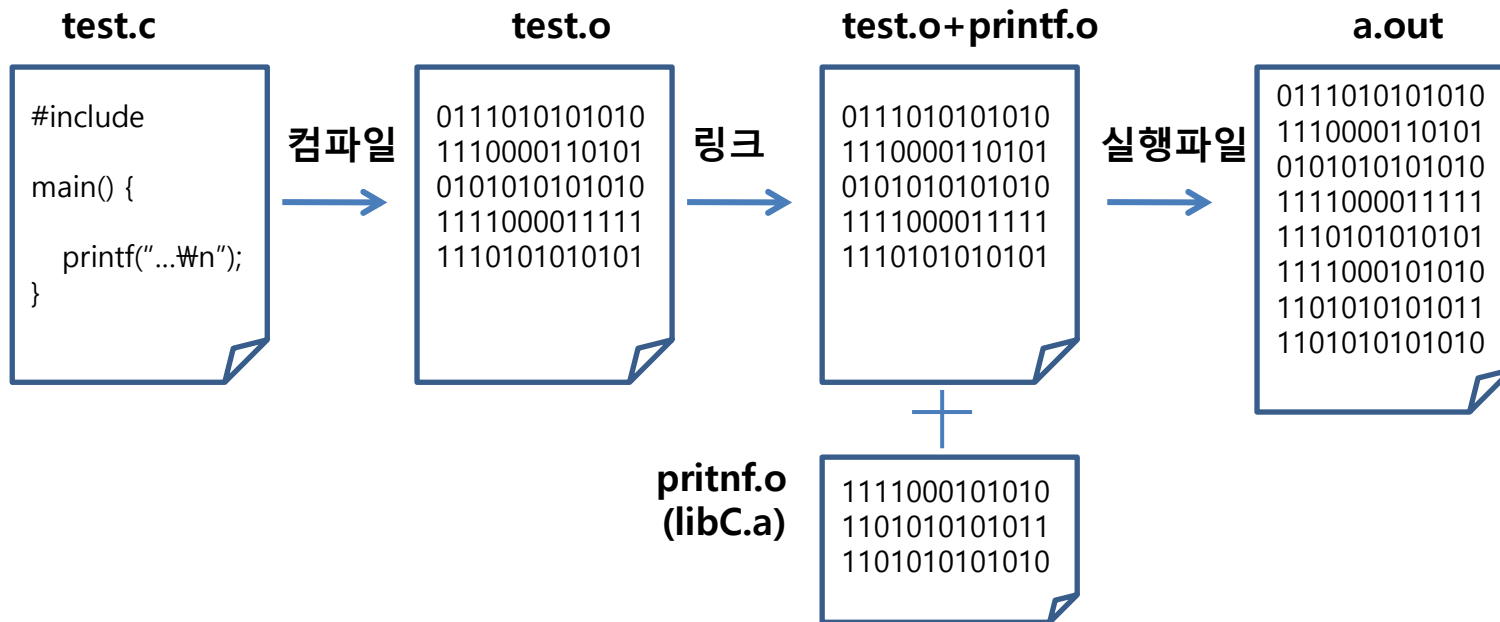 test.c
#include
main() {
printf("...₩n");
}
컴파일
test.o
0111010101010
1110000110101
0101010101010
1111000011111
1110101010101
링크
test.o+printf.o
0111010101010
1110000110101
0101010101010
1111000011111
1110101010101
pritnf.o
(libC.a)
1111000101010
1101010101011
1101010101010
실행파일
a.out
0111010101010
1110000110101
0101010101010
1111000011111
1110101010101
1111000101010
1101010101011
1101010101010